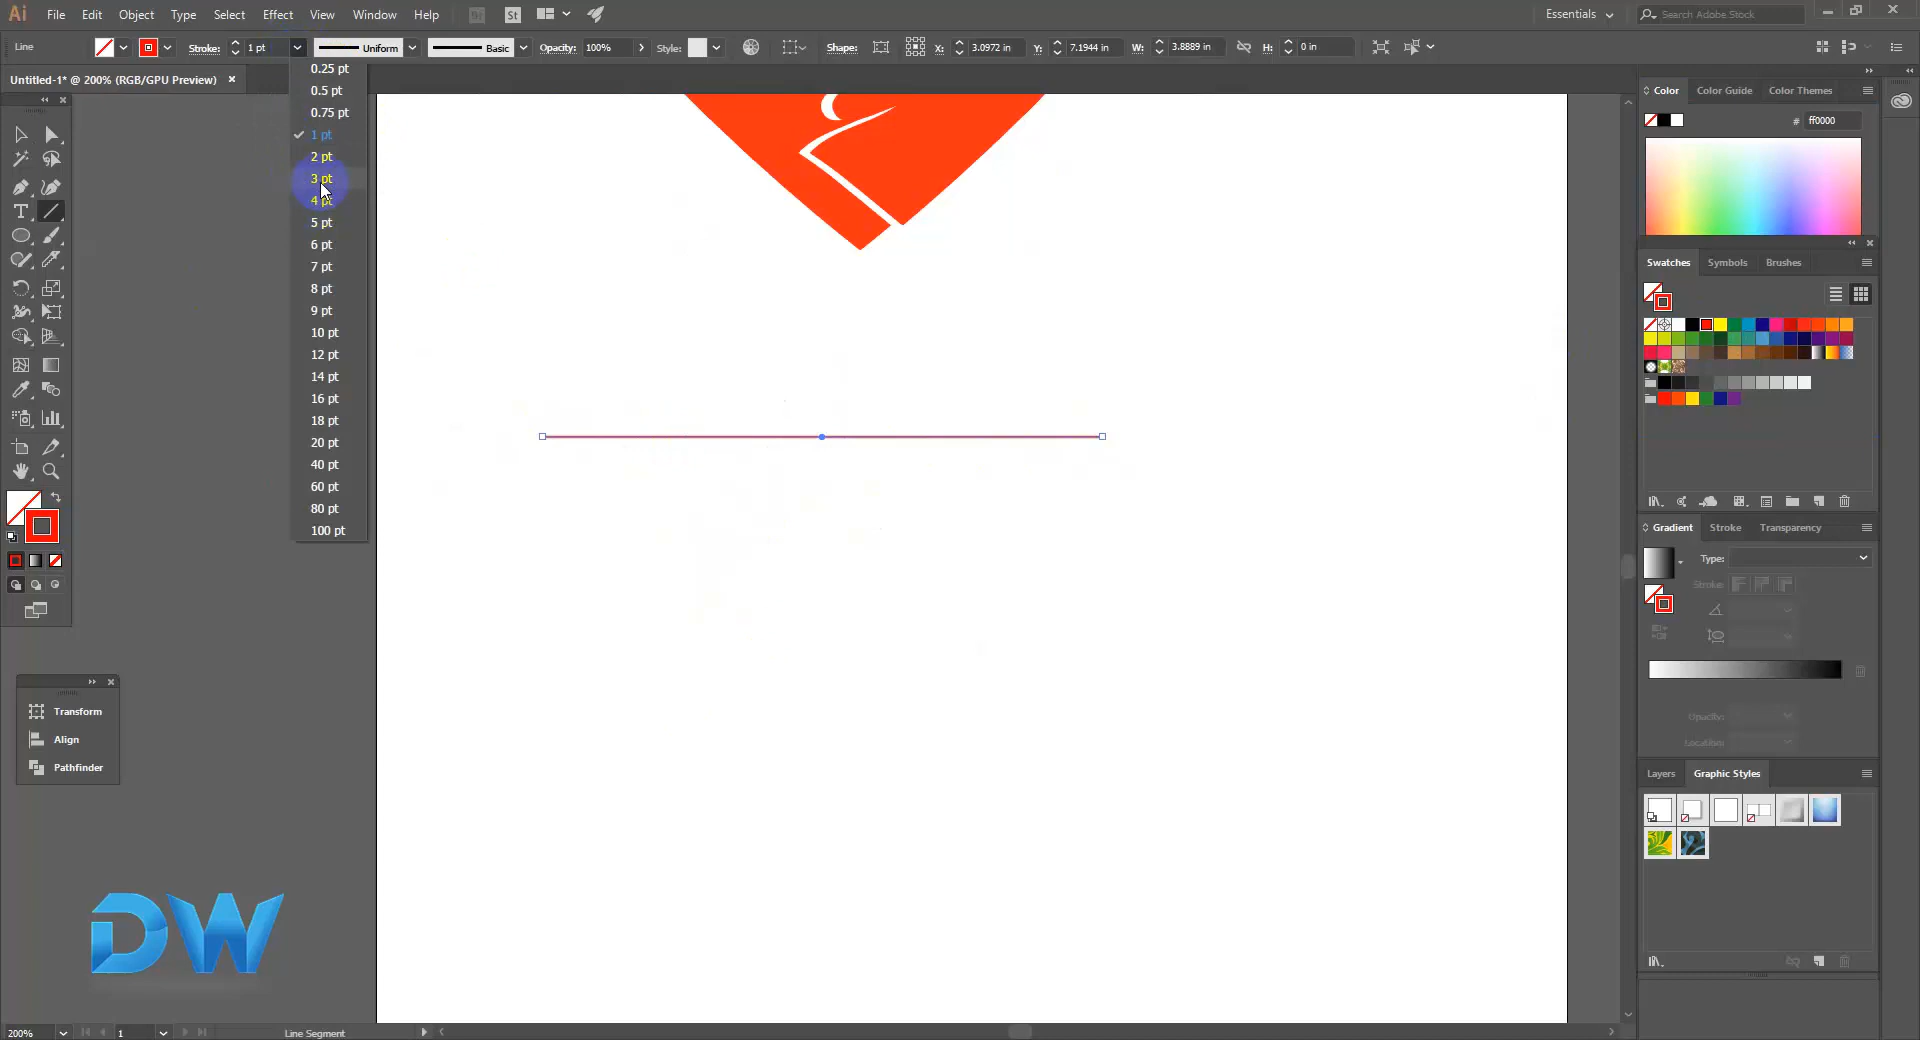 Ai File Edit Object Type Select Effect View Window Help Br St Essentials Search Adobe Stock
Line Stroke: 1 pt Uniform Basic Opacity: 100% Style: Shape: X: 3.0972 in Y: 7.1944 in W: 3.8889 in H: 0 in
Untitled-1* @ 200% (RGB/GPU Preview)
0.25 pt
0.5 pt
0.75 pt
1 pt
2 pt
3 pt
4 pt
5 pt
6 pt
7 pt
8 pt
9 pt
10 pt
12 pt
14 pt
16 pt
18 pt
20 pt
40 pt
60 pt
80 pt
100 pt
Color Color Guide Color Themes
# ff0000
Swatches Symbols Brushes
Gradient Stroke Transparency
Type:
Stroke:
Opacity:
Location:
Layers Graphic Styles
Transform
Align
Pathfinder
DW
200% 1 Line Segment